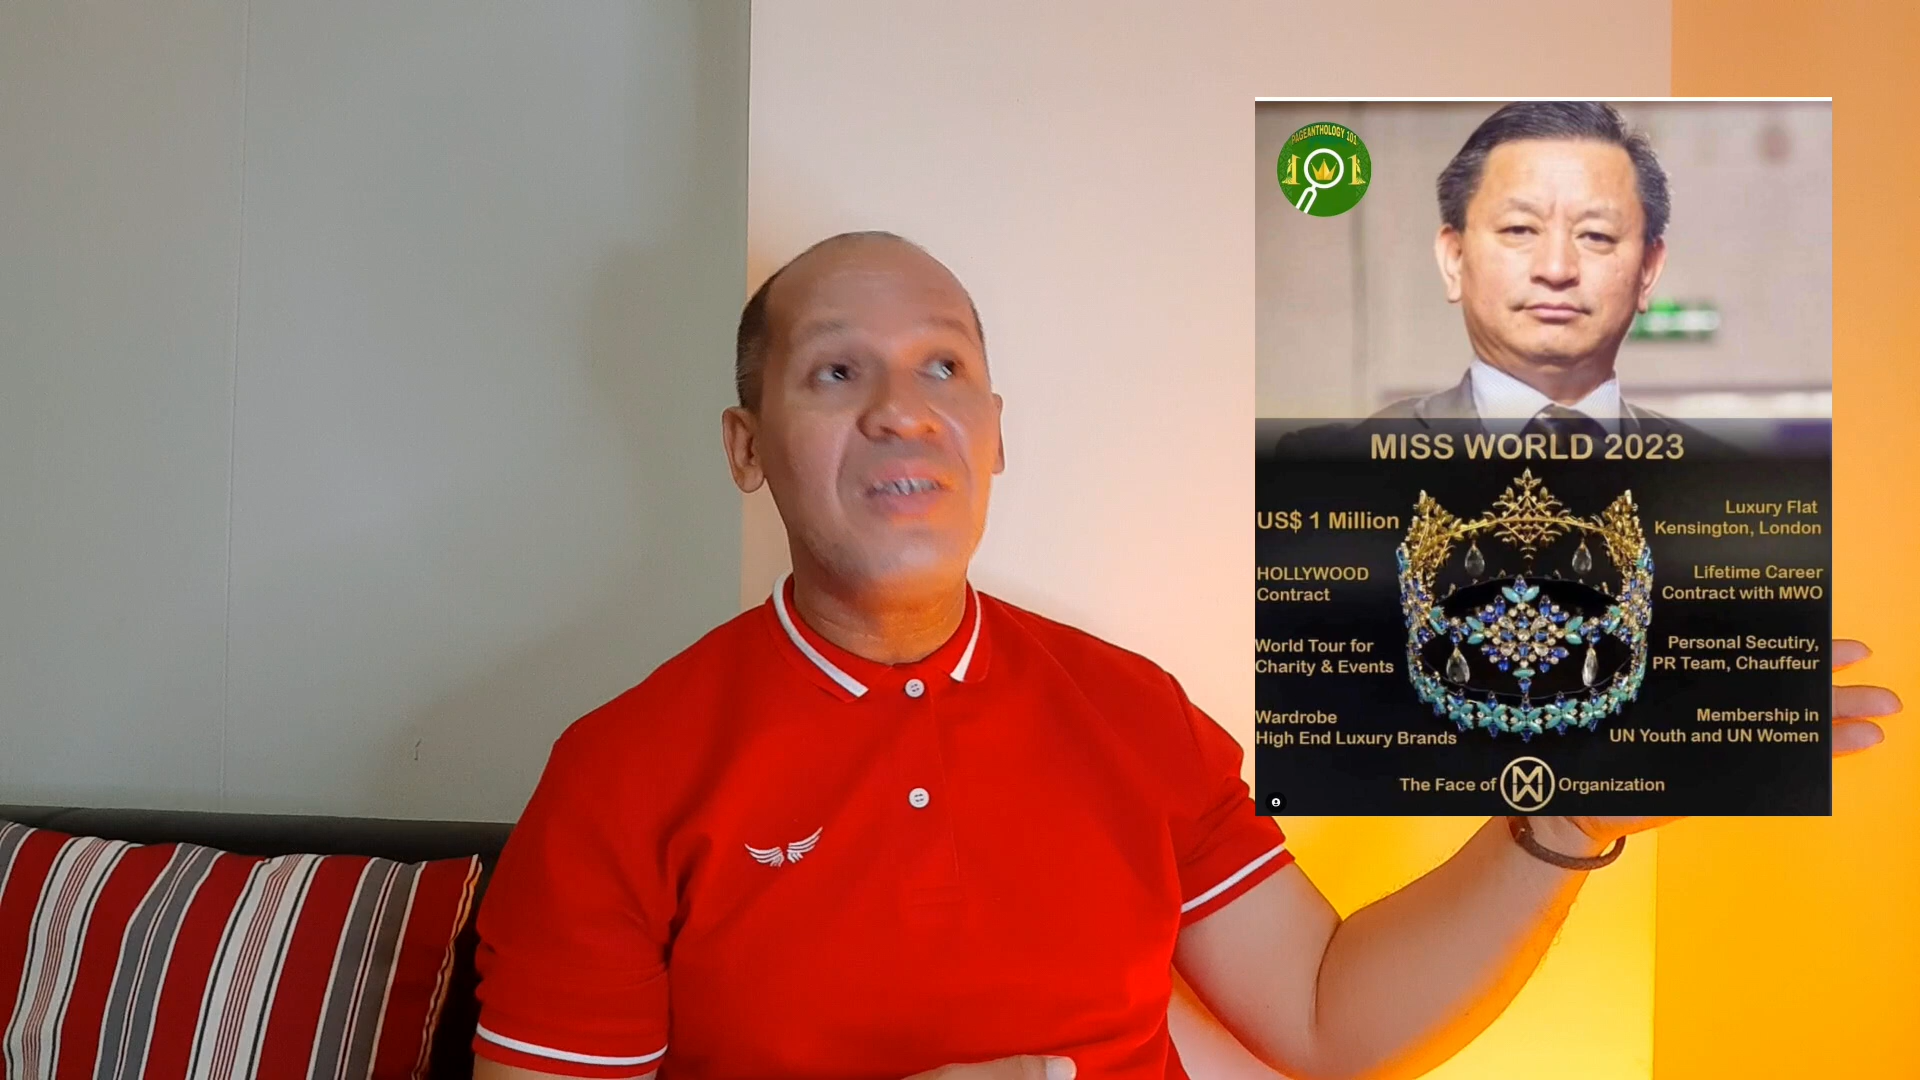 PAGEANTHOLOGY 101
101
MISS WORLD 2023
US$ 1 Million
HOLLYWOOD
Contract
World Tour for
Charity & Events
Wardrobe
High End Luxury Brands
Luxury Flat
Kensington, London
Lifetime Career
Contract with MWO
Personal Secutiry,
PR Team, Chauffeur
Membership in
UN Youth and UN Women
The Face of MW Organization